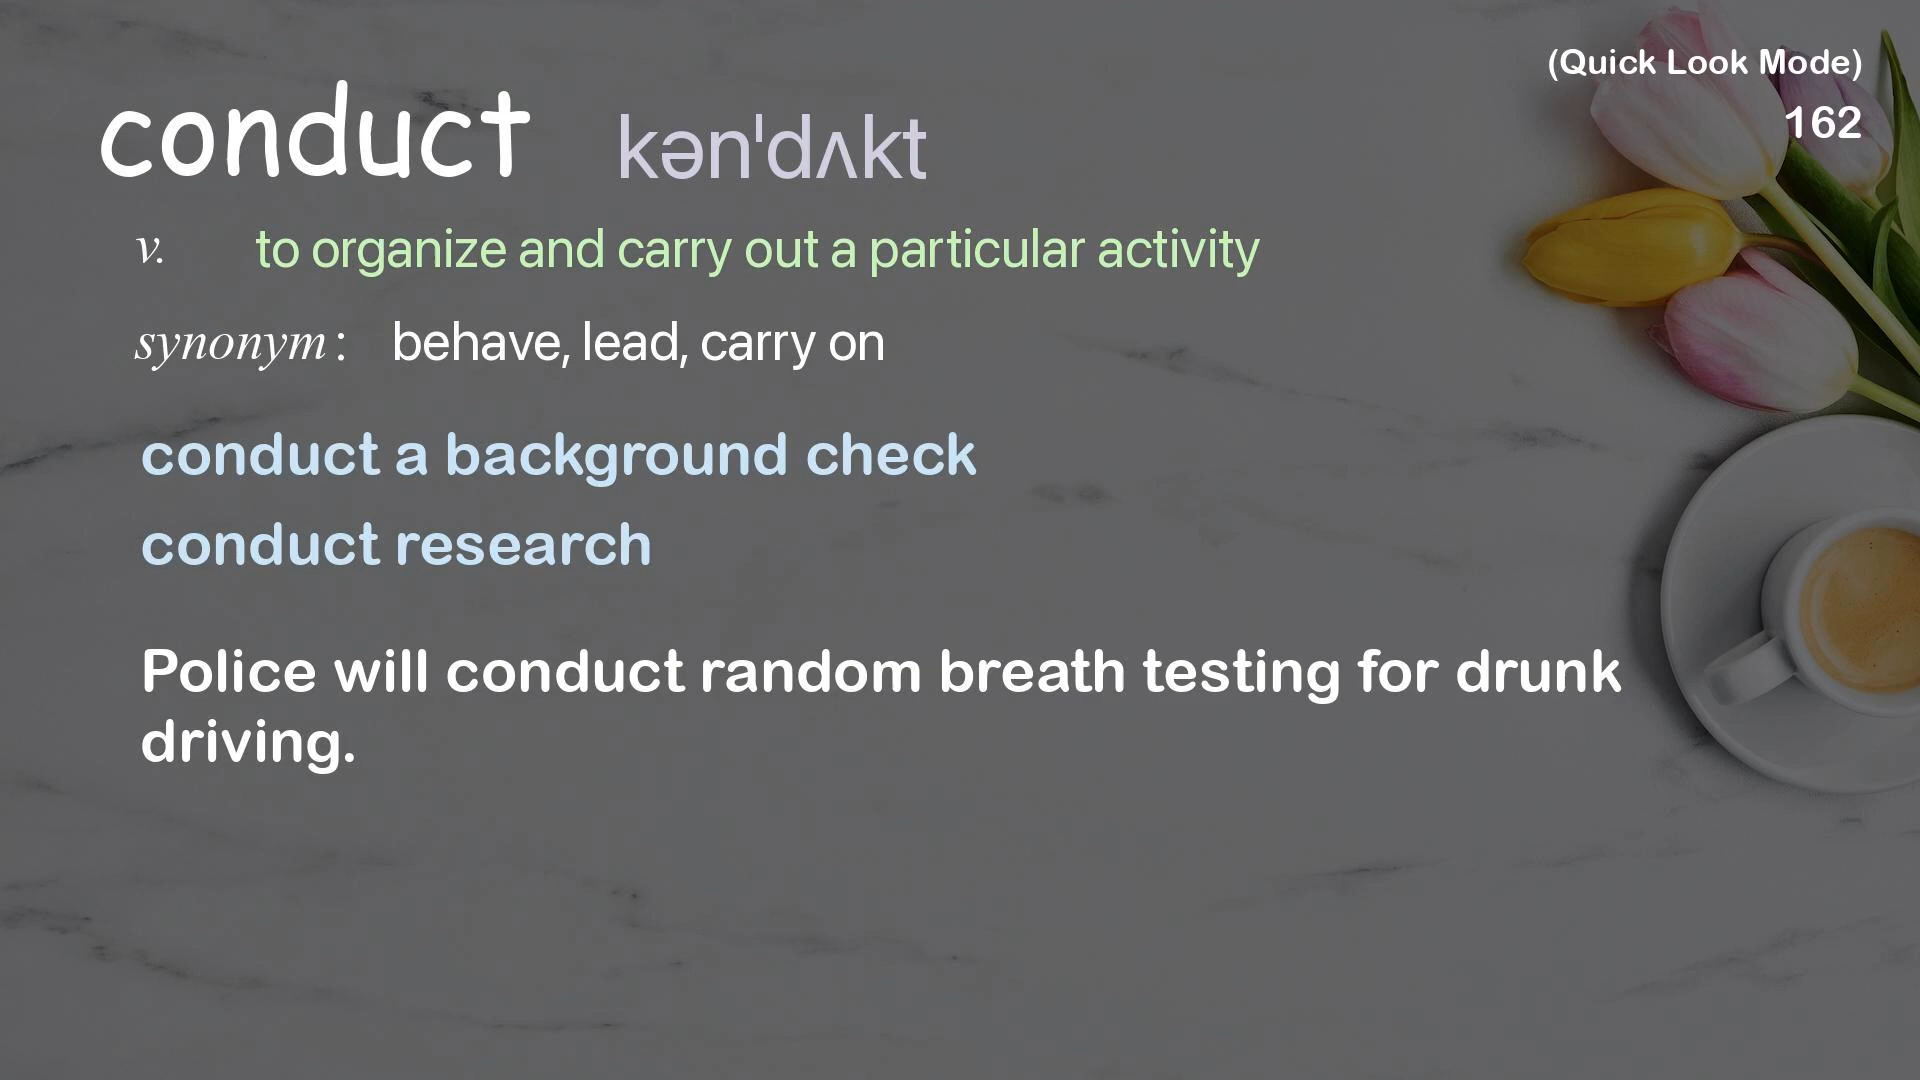 (Quick Look Mode)
162
conduct kən'dʌkt
v. to organize and carry out a particular activity
synonym: behave, lead, carry on
conduct a background check
conduct research
Police will conduct random breath testing for drunk
driving.